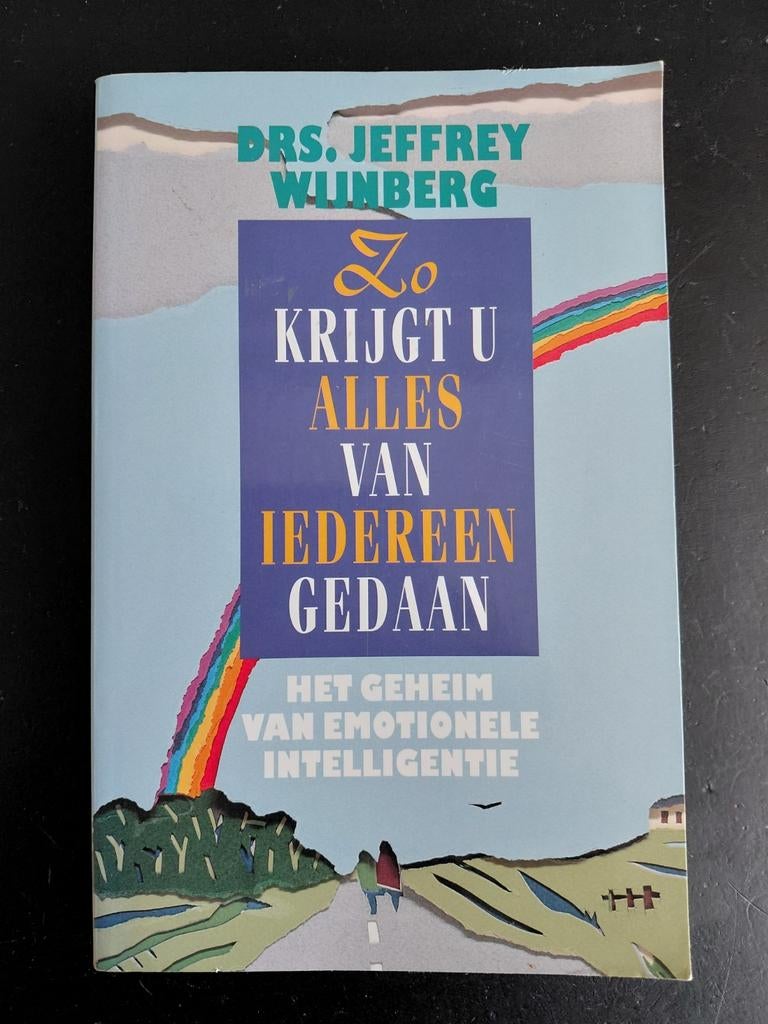 DRS. JEFFREY
WIJNBERG
Zo
KRIJGT U
ALLES
VAN
IEDEREEN
GEDAAN
HET GEHEIM
VAN EMOTIONELE
INTELLIGENTIE